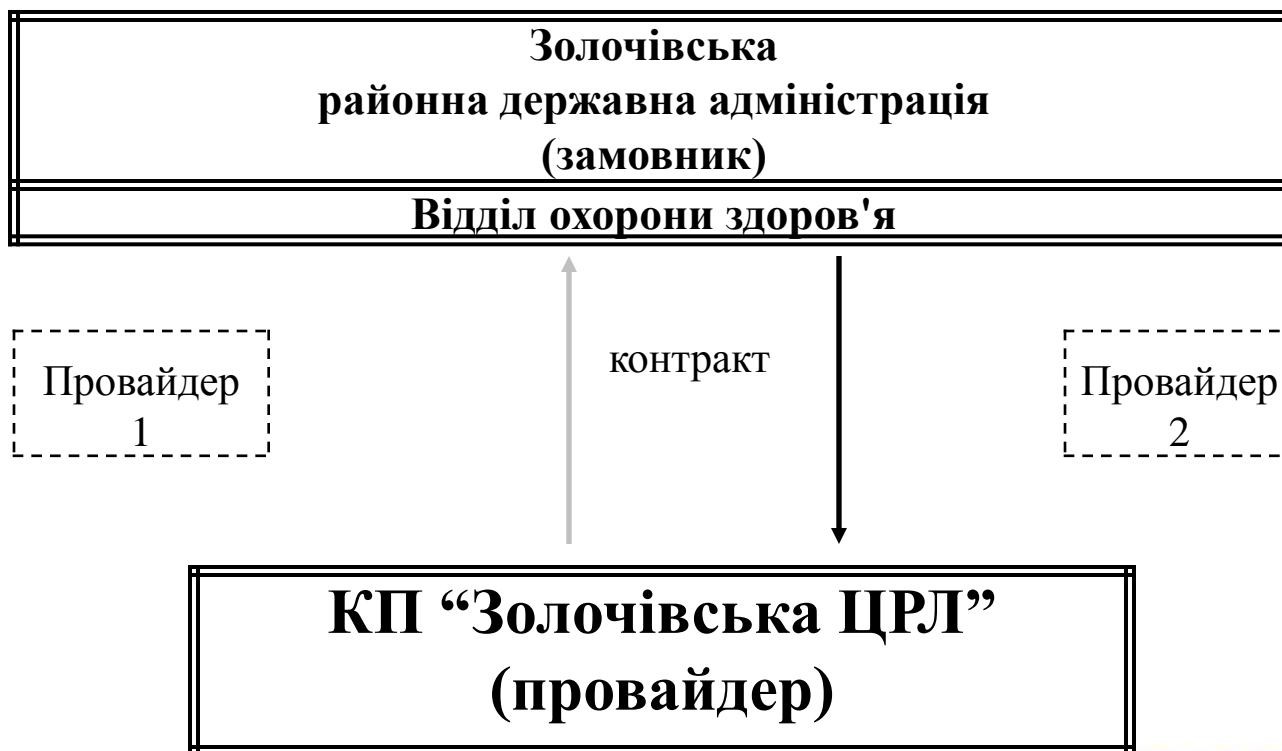 Золочівська
районна державна адміністрація
(замовник)
Відділ охорони здоров'я
контракт
Провайдер
1
Провайдер
2
КП “Золочівська ЦРЛ”
(провайдер)